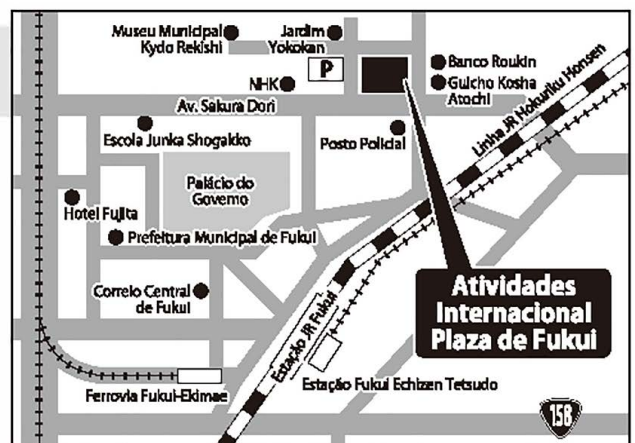 Museu Municipal
Kydo Rekishi
Jardim
Yokokan
P
NHK
Banco Roukin
Guicho Kosha
Atochi
Av. Sakura Dori
Escola Junka Shogakko
Posto Policial
Linha JR Hokuriku Honsen
Palácio do
Governo
Hotel Fujita
Prefeitura Municipal de Fukui
Correio Central
de Fukui
Atividades
Internacional
Plaza de Fukui
Estação JR Fukui
Estação Fukui Echizen Tetsudo
Ferrovia Fukui-Ekimae
158